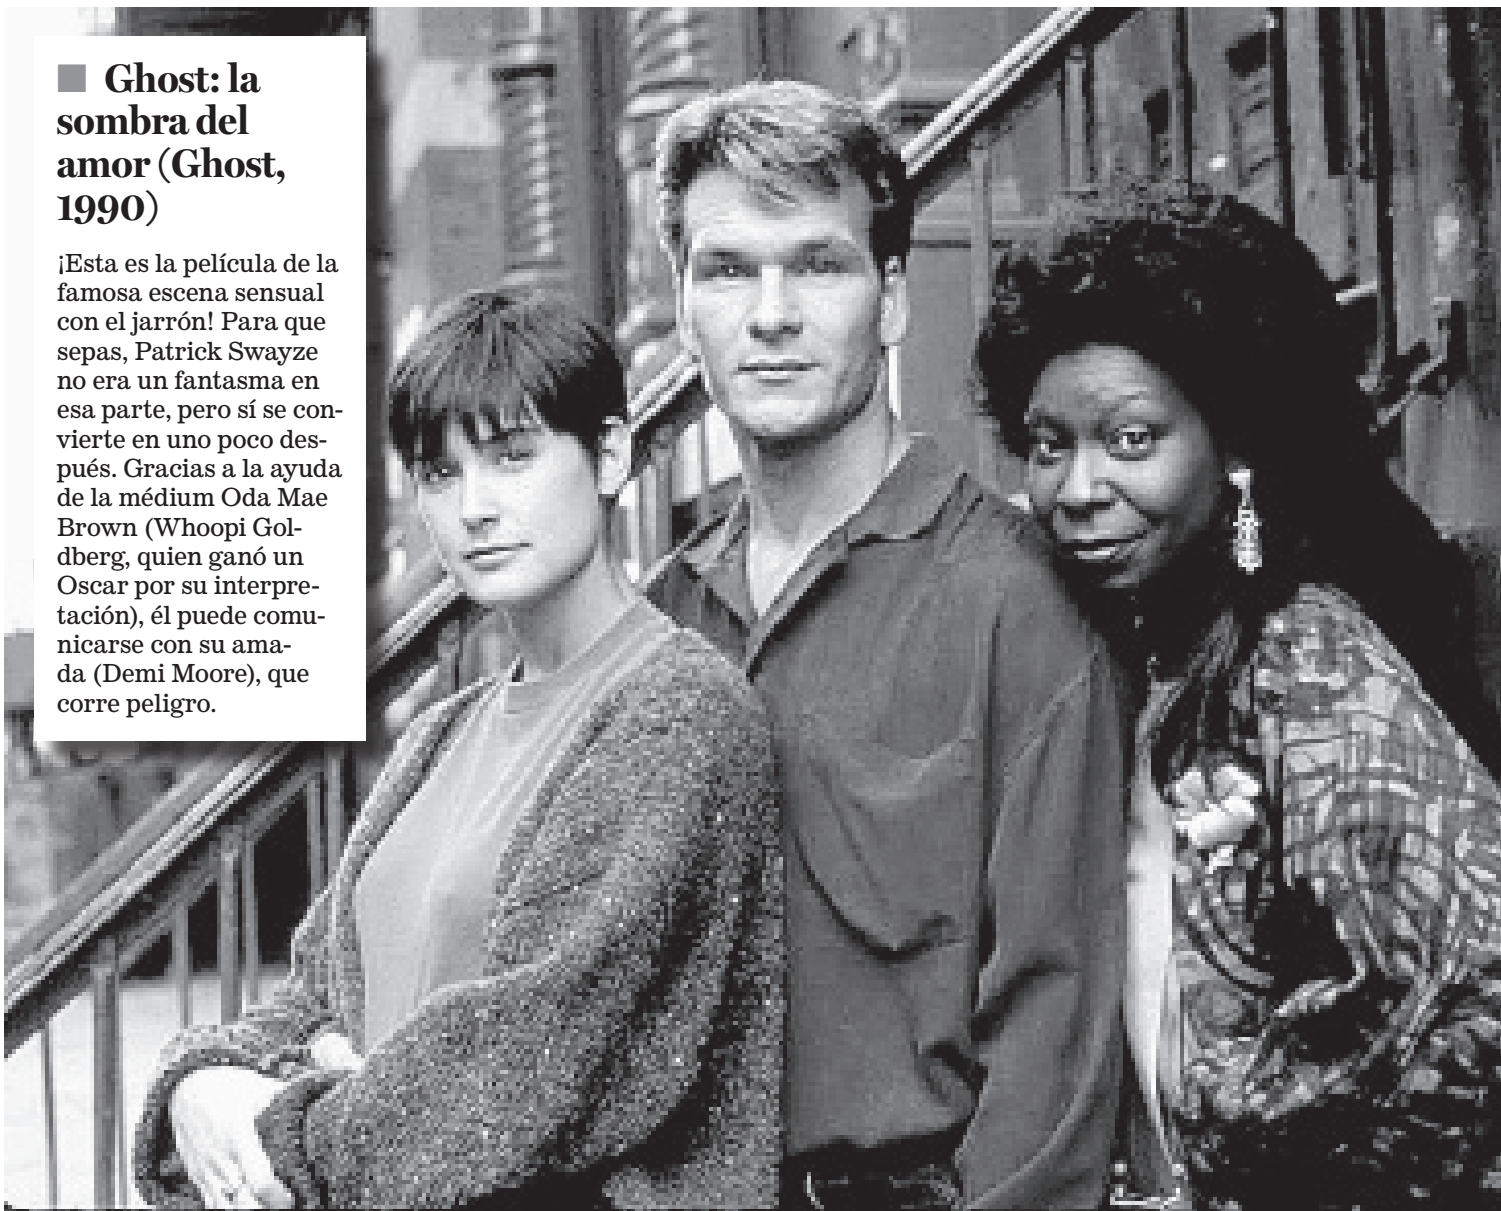 Ghost: la
sombra del
amor (Ghost,
1990)
¡Esta es la película de la
famosa escena sensual
con el jarrón! Para que
sepas, Patrick Swayze
no era un fantasma en
esa parte, pero sí se con-
vierte en uno poco des-
pués. Gracias a la ayuda
de la médium Oda Mae
Brown (Whoopi Gol-
dberg, quien ganó un
Oscar por su interpre-
tación), él puede comu-
nicarse con su ama-
da (Demi Moore), que
corre peligro.